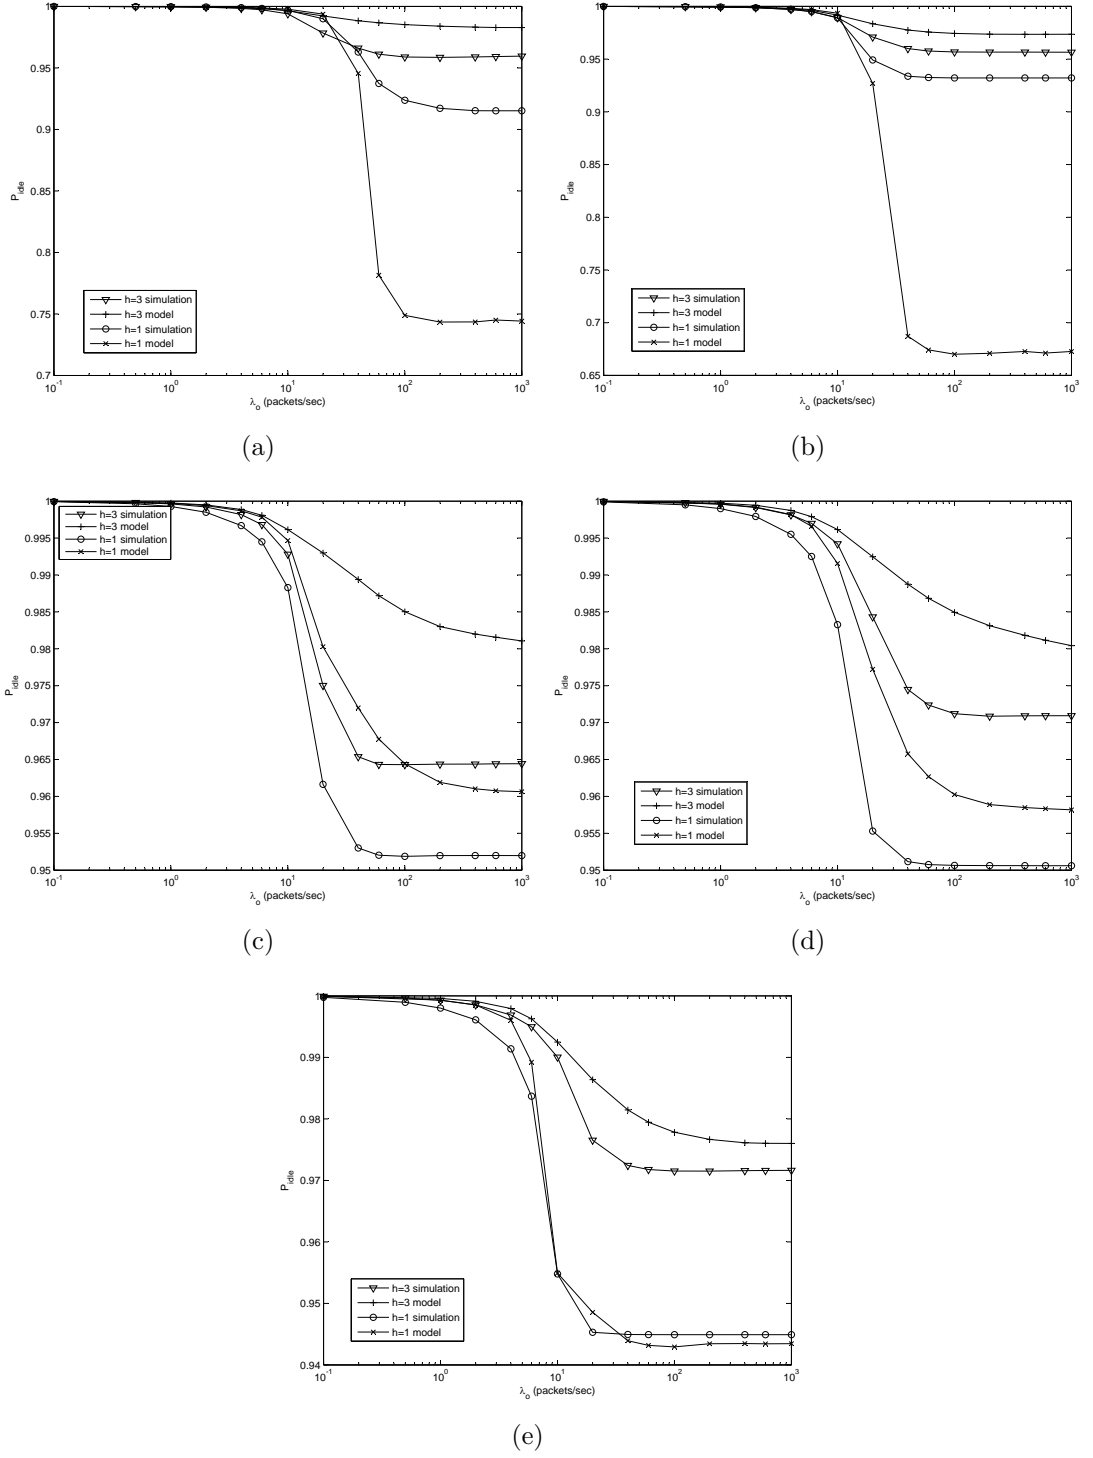 1
0.95
0.9
0.85
0.8
0.75
0.7
P_idle
h=3 simulation
h=3 model
h=1 simulation
h=1 model
10^-1
10^0
10^1
10^2
10^3
λ_o (packets/sec)
(a)
1
0.95
0.9
0.85
0.8
0.75
0.7
0.65
P_idle
h=3 simulation
h=3 model
h=1 simulation
h=1 model
10^-1
10^0
10^1
10^2
10^3
λ_o (packets/sec)
(b)
1
0.995
0.99
0.985
0.98
0.975
0.97
0.965
0.96
0.955
0.95
P_idle
h=3 simulation
h=3 model
h=1 simulation
h=1 model
10^-1
10^0
10^1
10^2
10^3
λ_o (packets/sec)
(c)
1
0.995
0.99
0.985
0.98
0.975
0.97
0.965
0.96
0.955
0.95
P_idle
h=3 simulation
h=3 model
h=1 simulation
h=1 model
10^-1
10^0
10^1
10^2
10^3
λ_o (packets/sec)
(d)
1
0.99
0.98
0.97
0.96
0.95
0.94
P_idle
h=3 simulation
h=3 model
h=1 simulation
h=1 model
10^-1
10^0
10^1
10^2
10^3
λ_o (packets/sec)
(e)